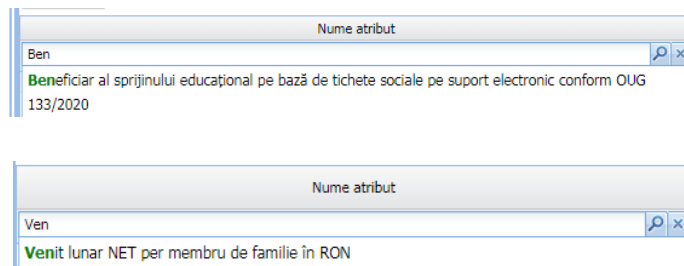 Nume atribut
Ben
Beneficiar al sprijinului educațional pe bază de tichete sociale pe suport electronic conform OUG
133/2020
Nume atribut
Ven
Venit lunar NET per membru de familie în RON